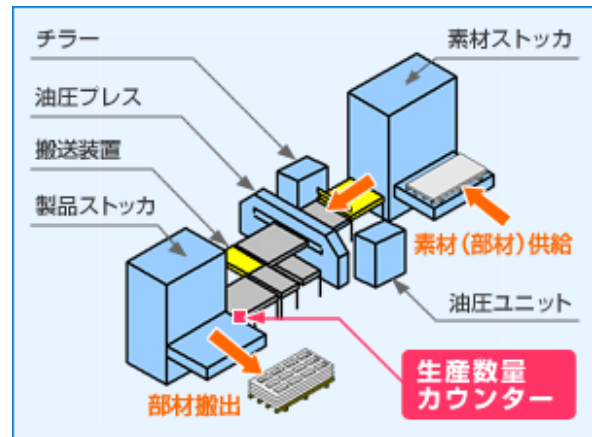 チラー
素材ストッカ
油圧プレス
搬送装置
製品ストッカ
素材（部材）供給
油圧ユニット
生産数量
カウンター
部材搬出